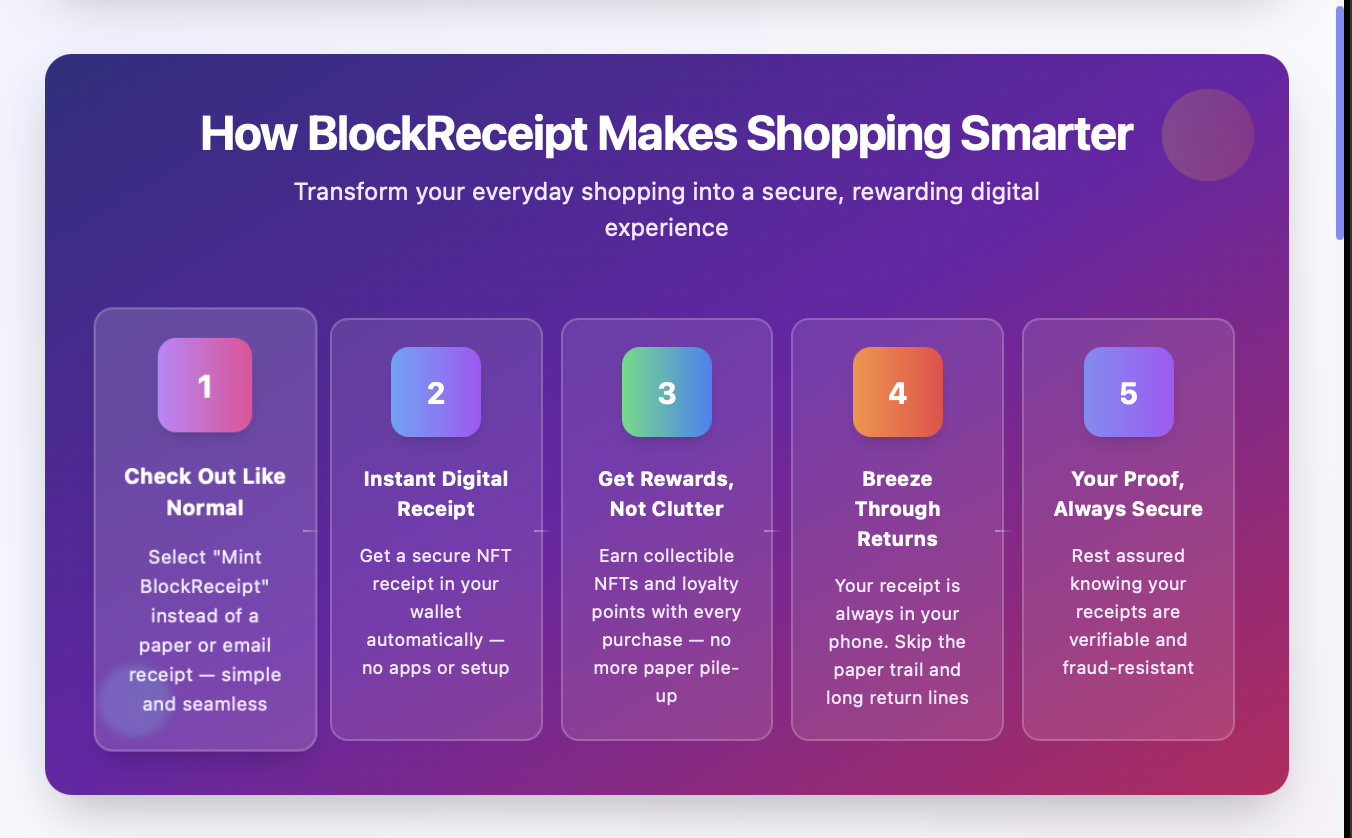 How BlockReceipt Makes Shopping Smarter
Transform your everyday shopping into a secure, rewarding digital
experience
1
Check Out Like
Normal
Select "Mint
BlockReceipt"
instead of a
paper or email
receipt — simple
and seamless
2
Instant Digital
Receipt
Get a secure NFT
receipt in your
wallet
automatically —
no apps or setup
3
Get Rewards,
Not Clutter
Earn collectible
NFTs and loyalty
points with every
purchase — no
more paper pile-
up
4
Breeze
Through
Returns
Your receipt is
always in your
phone. Skip the
paper trail and
long return lines
5
Your Proof,
Always Secure
Rest assured
knowing your
receipts are
verifiable and
fraud-resistant